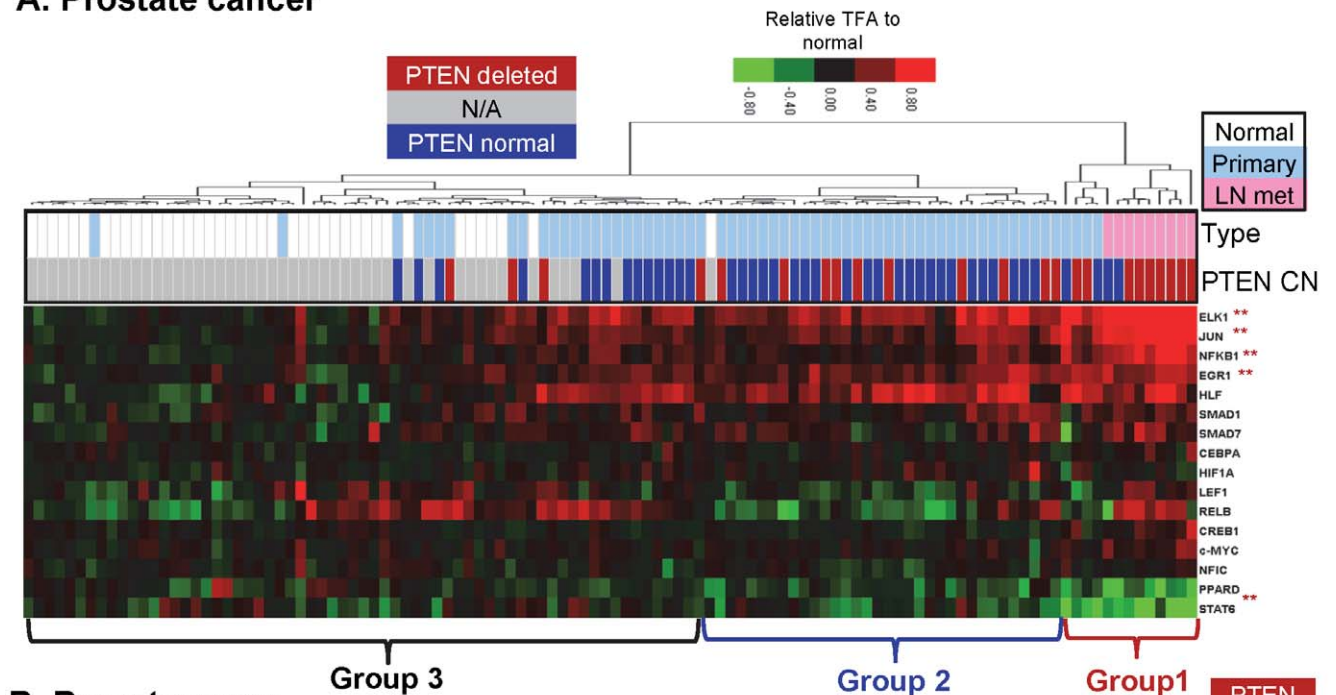 A. Prostate cancer
Relative TFA to
normal
PTEN deleted
N/A
PTEN normal
-0.80
-0.40
0.00
0.40
0.80
Normal
Primary
LN met
Type
PTEN CN
ELK1 **
JUN **
NFKB1 **
EGR1 **
HLF
SMAD1
SMAD7
CEBPA
HIF1A
LEF1
RELB
CREB1
c-MYC
NFIC
PPARD
STAT6 **
Group 3
Group 2
Group1
PTEN